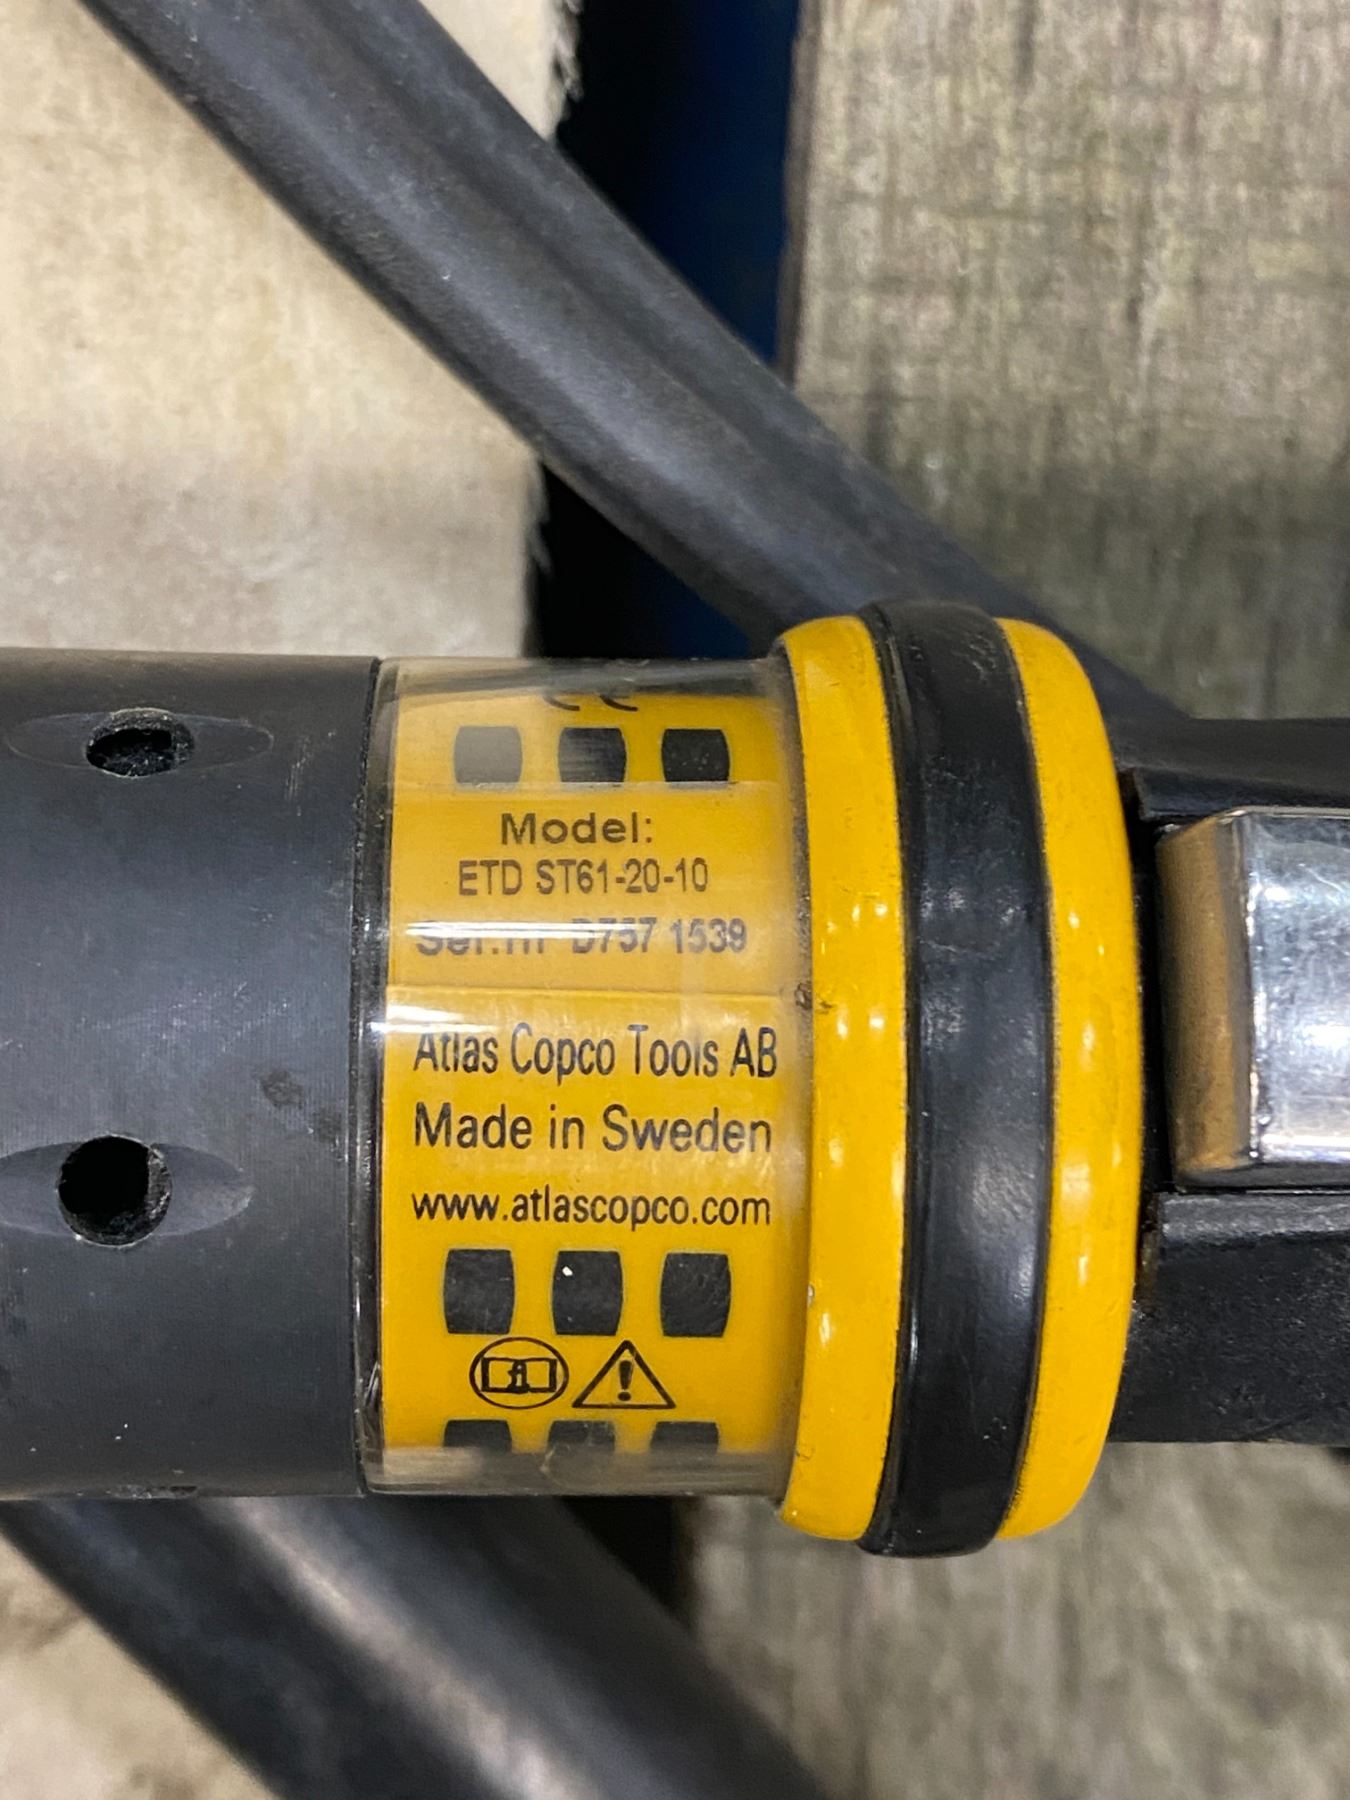 Model:
ETD ST61-20-10
Ser.nr D757 1539
Atlas Copco Tools AB
Made in Sweden
www.atlascopco.com